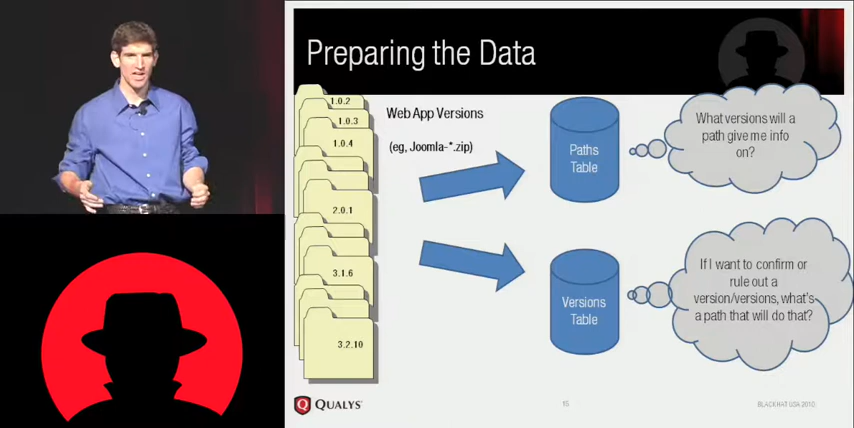 Preparing the Data
1.0.2
1.0.3
1.0.4
2.0.1
3.1.6
3.2.10
Web App Versions
(eg, Joomla-*.zip)
Paths
Table
What versions will a
path give me info
on?
Versions
Table
If I want to confirm or
rule out a
version/versions, what's
a path that will do that?
QUALYS
15
BLACKHAT USA 2010